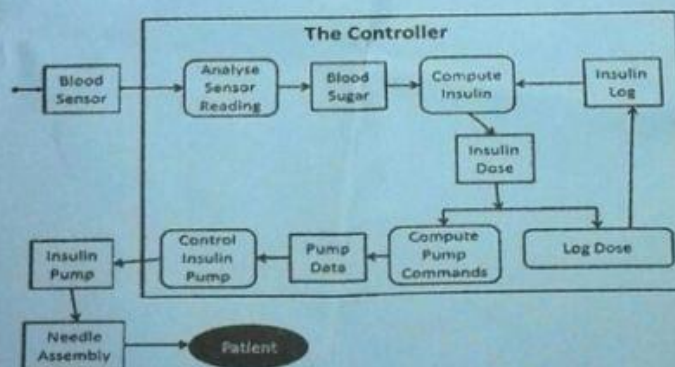 The Controller
Blood
Sensor
Analyse
Sensor
Reading
Blood
Sugar
Compute
Insulin
Insulin
Log
Insulin
Dose
Insulin
Pump
Control
Insulin
Pump
Pump
Data
Compute
Pump
Commands
Log Dose
Needle
Assembly
Patient